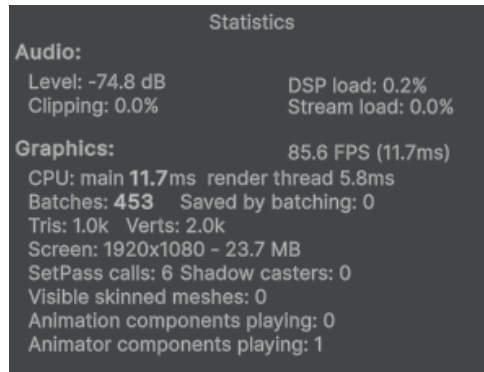 Statistics
Audio:
Level: -74.8 dB DSP load: 0.2%
Clipping: 0.0% Stream load: 0.0%
Graphics: 85.6 FPS (11.7ms)
CPU: main 11.7ms render thread 5.8ms
Batches: 453 Saved by batching: 0
Tris: 1.0k Verts: 2.0k
Screen: 1920x1080 - 23.7 MB
SetPass calls: 6 Shadow casters: 0
Visible skinned meshes: 0
Animation components playing: 0
Animator components playing: 1